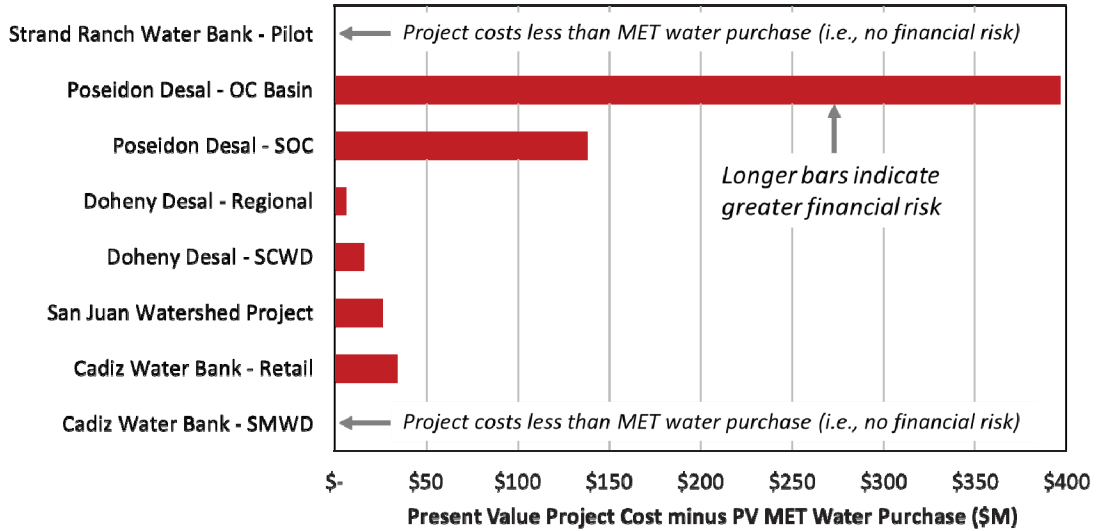 Strand Ranch Water Bank - Pilot
Project costs less than MET water purchase (i.e., no financial risk)
Poseidon Desal - OC Basin
Poseidon Desal - SOC
Longer bars indicate
greater financial risk
Doheny Desal - Regional
Doheny Desal - SCWD
San Juan Watershed Project
Cadiz Water Bank - Retail
Cadiz Water Bank - SMWD
Project costs less than MET water purchase (i.e., no financial risk)
$- $50 $100 $150 $200 $250 $300 $350 $400
Present Value Project Cost minus PV MET Water Purchase ($M)